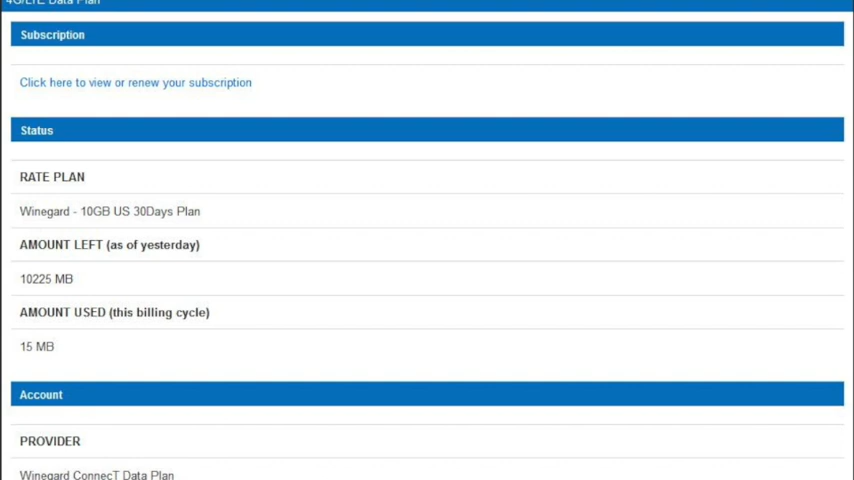 4G/LTE Data Plan
Subscription
Click here to view or renew your subscription
Status
RATE PLAN
Winegard - 10GB US 30Days Plan
AMOUNT LEFT (as of yesterday)
10225 MB
AMOUNT USED (this billing cycle)
15 MB
Account
PROVIDER
Winegard ConnecT Data Plan